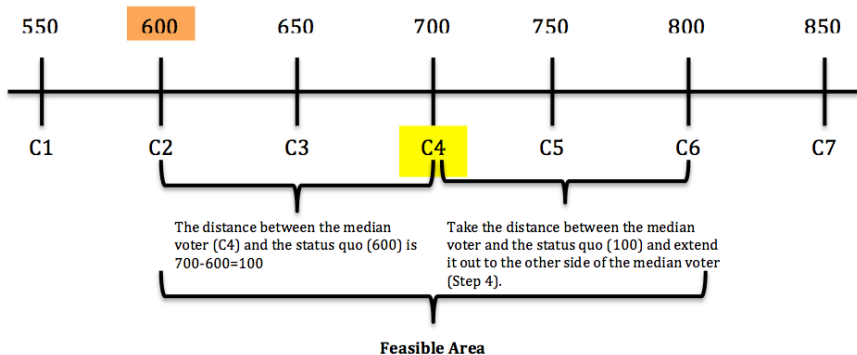 550 600 650 700 750 800 850
C1 C2 C3 C4 C5 C6 C7
The distance between the median
voter (C4) and the status quo (600) is
700-600=100
Take the distance between the median
voter and the status quo (100) and extend
it out to the other side of the median voter
(Step 4).
Feasible Area